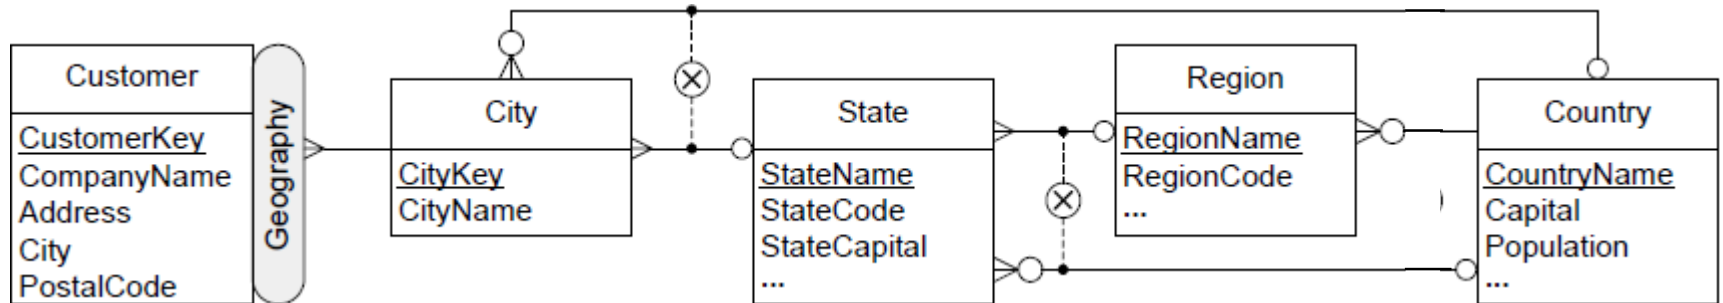 Customer
CustomerKey
CompanyName
Address
City
PostalCode
Geography
City
CityKey
CityName
State
StateName
StateCode
StateCapital
...
Region
RegionName
RegionCode
...
Country
CountryName
Capital
Population
...